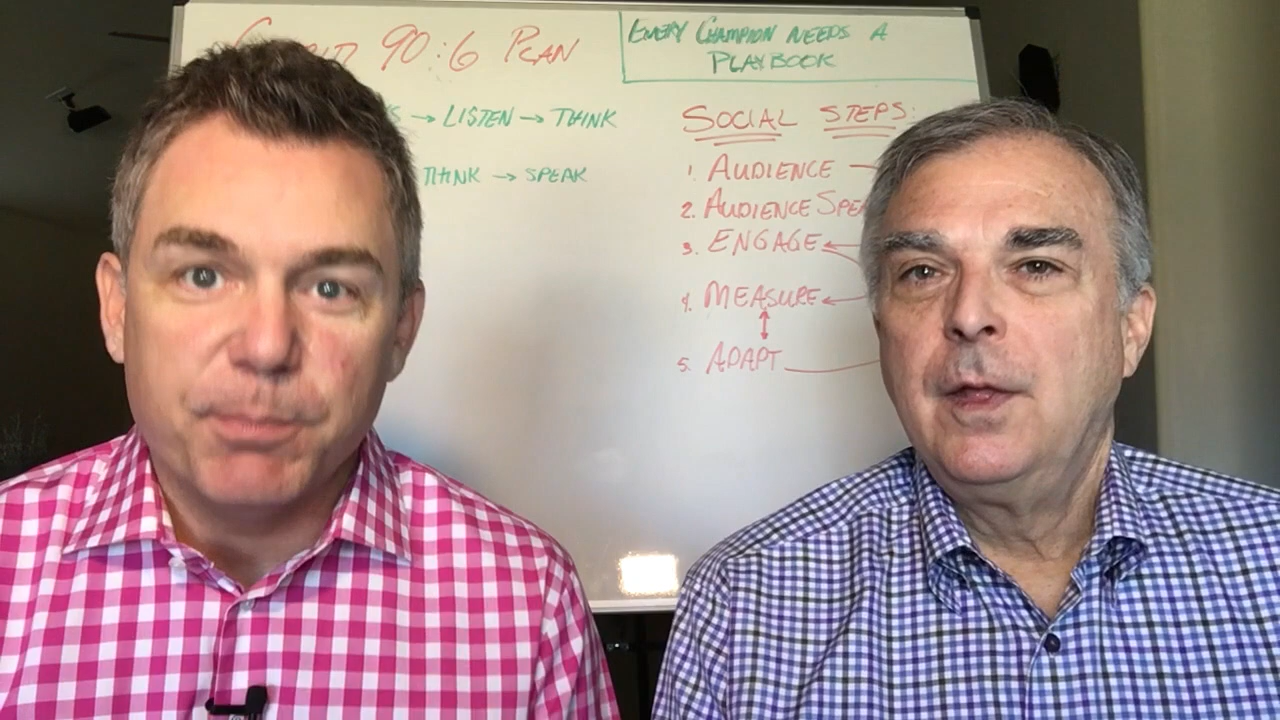 90:6 PLAN
EVERY CHAMPION NEEDS A
PLAYBOOK
→ LISTEN → THINK
THINK → SPEAK
SOCIAL STEPS:
1. AUDIENCE
2. AUDIENCE
3. ENGAGE
4. MEASURE
5. ADAPT